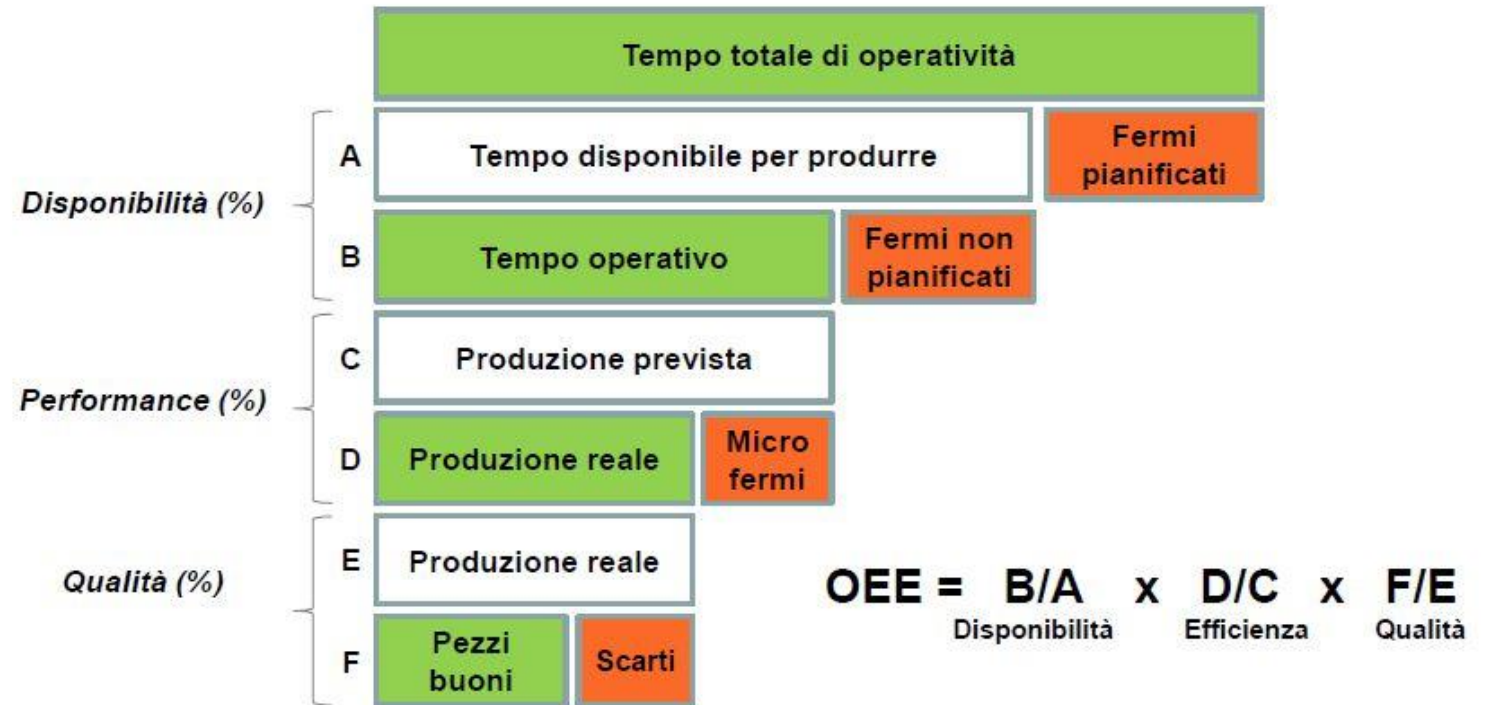 Tempo totale di operatività
A
Tempo disponibile per produrre
Fermi
pianificati
Disponibilità (%)
B
Tempo operativo
Fermi non
pianificati
C
Produzione prevista
Performance (%)
D
Produzione reale
Micro
fermi
E
Produzione reale
Qualità (%)
F
Pezzi
buoni
Scarti
OEE = B/A x D/C x F/E
Disponibilità Efficienza Qualità